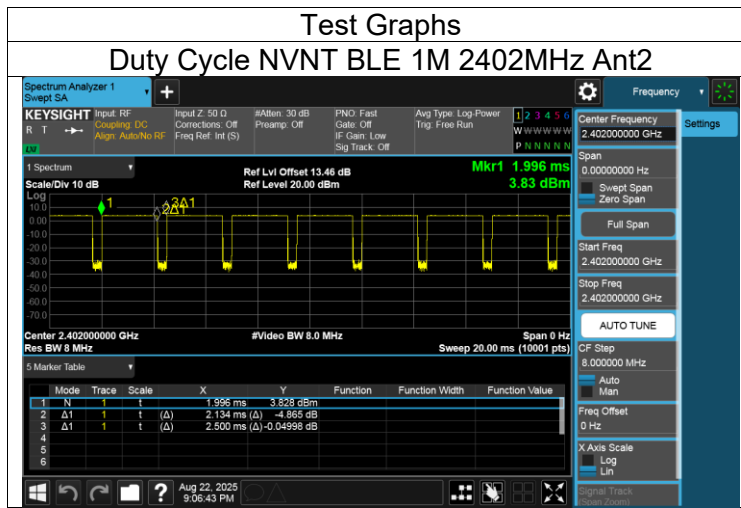 Test Graphs
Duty Cycle NVNT BLE 1M 2402MHz Ant2
Spectrum Analyzer 1
Swept SA
+
Frequency
KEYSIGHT Input: RF Input Z: 50 Ω #Atten: 30 dB PNO: Fast Avg Type: Log-Power 1 2 3 4 5 6
R T Coupling: DC Corrections: Off Preamp: Off Gate: Off Trig: Free Run W W W W W W
Align: Auto/No RF Freq Ref: Int (S) IF Gain: Low P N N N N N
LNI Sig Track: Off
1 Spectrum
Ref Lvl Offset 13.46 dB Mkr1 1.996 ms
Scale/Div 10 dB Ref Level 20.00 dBm 3.83 dBm
Log
10.0
0.00
-10.0
-20.0
-30.0
-40.0
-50.0
-60.0
-70.0
1
2Δ1
3Δ1
Center 2.402000000 GHz #Video BW 8.0 MHz Span 0 Hz
Res BW 8 MHz Sweep 20.00 ms (10001 pts)
5 Marker Table
Mode Trace Scale X Y Function Function Width Function Value
1 N 1 t 1.996 ms 3.828 dBm
2 Δ1 1 t (Δ) 2.134 ms (Δ) -4.865 dB
3 Δ1 1 t (Δ) 2.500 ms (Δ) -0.04998 dB
4
5
6
?
Aug 22, 2025
9:06:43 PM
Center Frequency
2.402000000 GHz
Settings
Span
0.00000000 Hz
Swept Span
Zero Span
Full Span
Start Freq
2.402000000 GHz
Stop Freq
2.402000000 GHz
AUTO TUNE
CF Step
8.000000 MHz
Auto
Man
Freq Offset
0 Hz
X Axis Scale
Log
Lin
Signal Track
(Span Zoom)